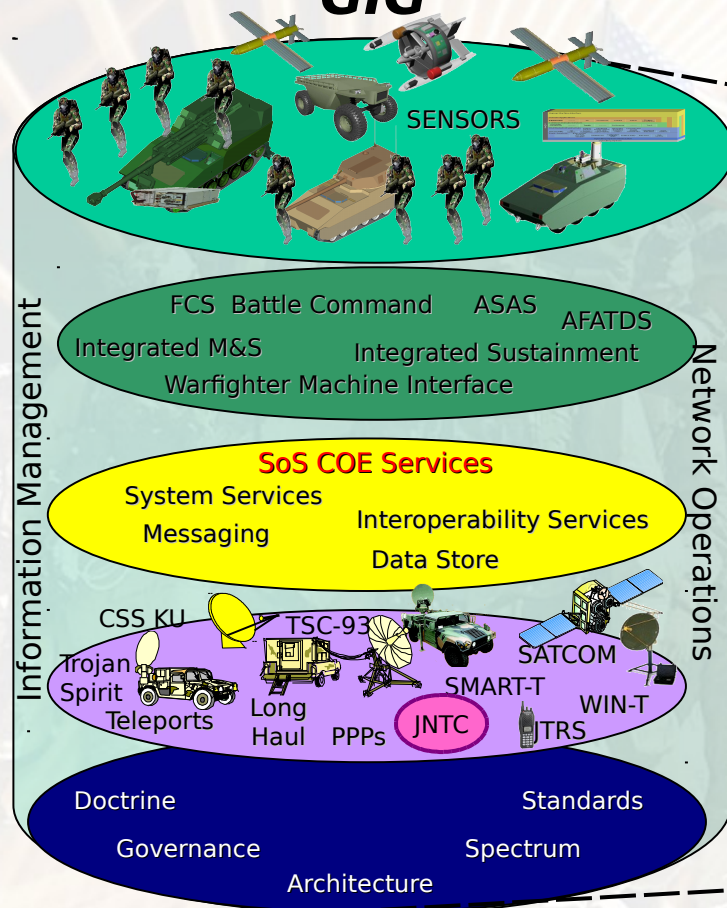 GIG
SENSORS
FCS Battle Command
ASAS
AFATDS
Integrated M&S
Integrated Sustainment
Warfighter Machine Interface
Information Management
Network Operations
SoS COE Services
System Services
Interoperability Services
Messaging
Data Store
CSS KU
TSC-93
Trojan
Spirit
SATCOM
SMART-T
Teleports
Long
Haul
PPPs
JNTC
WIN-T
JTRS
Doctrine
Standards
Governance
Spectrum
Architecture